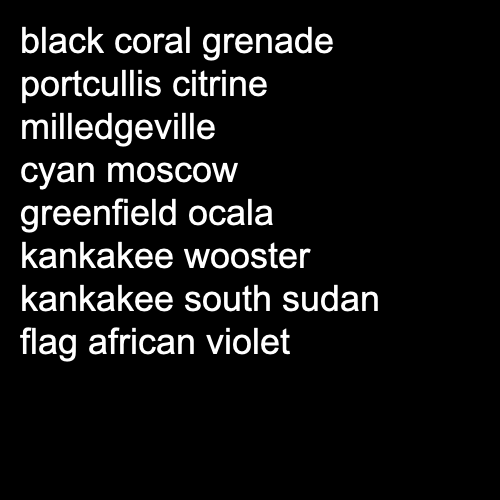 black coral grenade
portcullis citrine
milledgeville
cyan moscow
greenfield ocala
kankakee wooster
kankakee south sudan
flag african violet